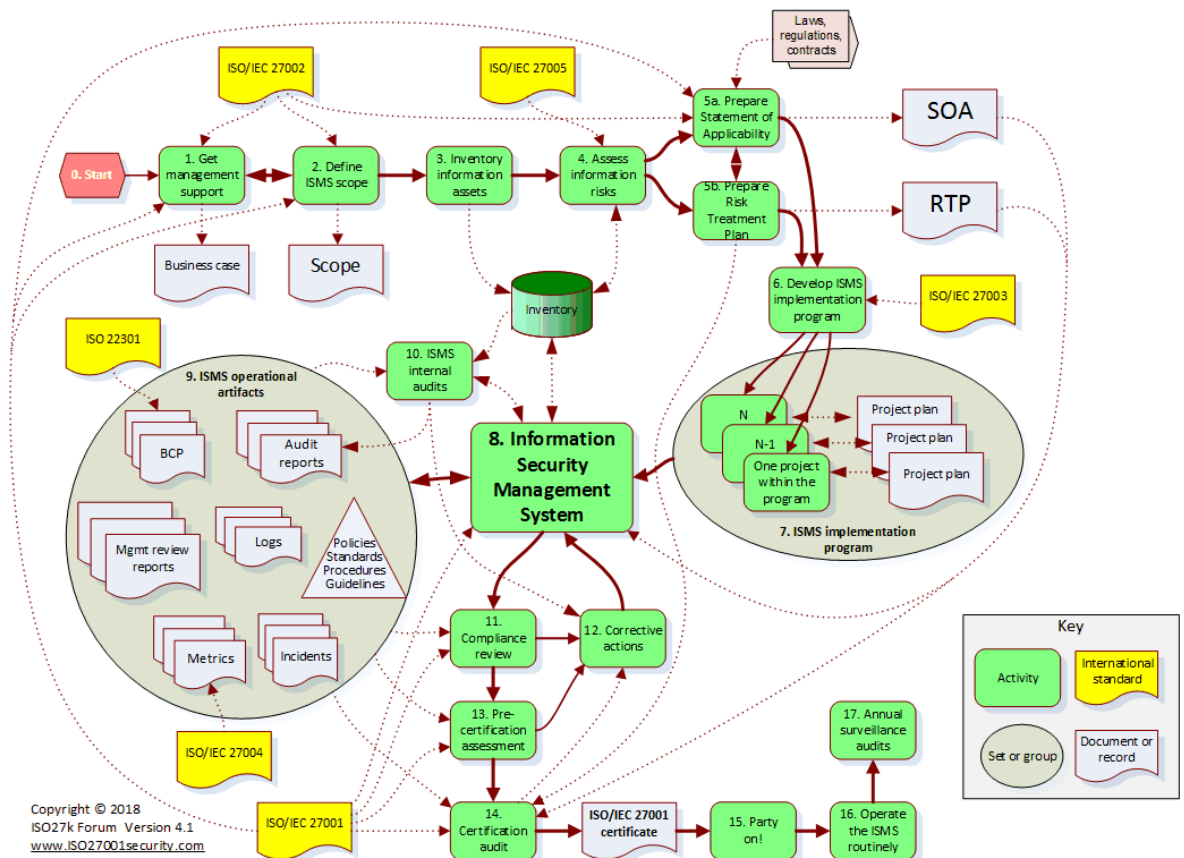 Laws,
regulations,
contracts
ISO/IEC 27002
ISO/IEC 27005
5a. Prepare
Statement of
Applicability
SOA
0. Start
1. Get
management
support
2. Define
ISMS scope
3. Inventory
information
assets
4. Assess
information
risks
5b. Prepare
Risk
Treatment
Plan
RTP
Business case
Scope
Inventory
6. Develop ISMS
implementation
program
ISO/IEC 27003
ISO 22301
10. ISMS
internal
audits
9. ISMS operational
artifacts
BCP
Audit
reports
Mgmt review
reports
Logs
Policies
Standards
Procedures
Guidelines
Metrics
Incidents
8. Information
Security
Management
System
N
N-1
One project
within the
program
Project plan
Project plan
Project plan
7. ISMS implementation
program
11.
Compliance
review
12. Corrective
actions
13. Pre-
certification
assessment
ISO/IEC 27004
ISO/IEC 27001
14.
Certification
audit
ISO/IEC 27001
certificate
15. Party
on!
16. Operate
the ISMS
routinely
17. Annual
surveillance
audits
Key
Activity
International
standard
Set or group
Document or
record
Copyright © 2018
ISO27k Forum Version 4.1
www.ISO27001security.com